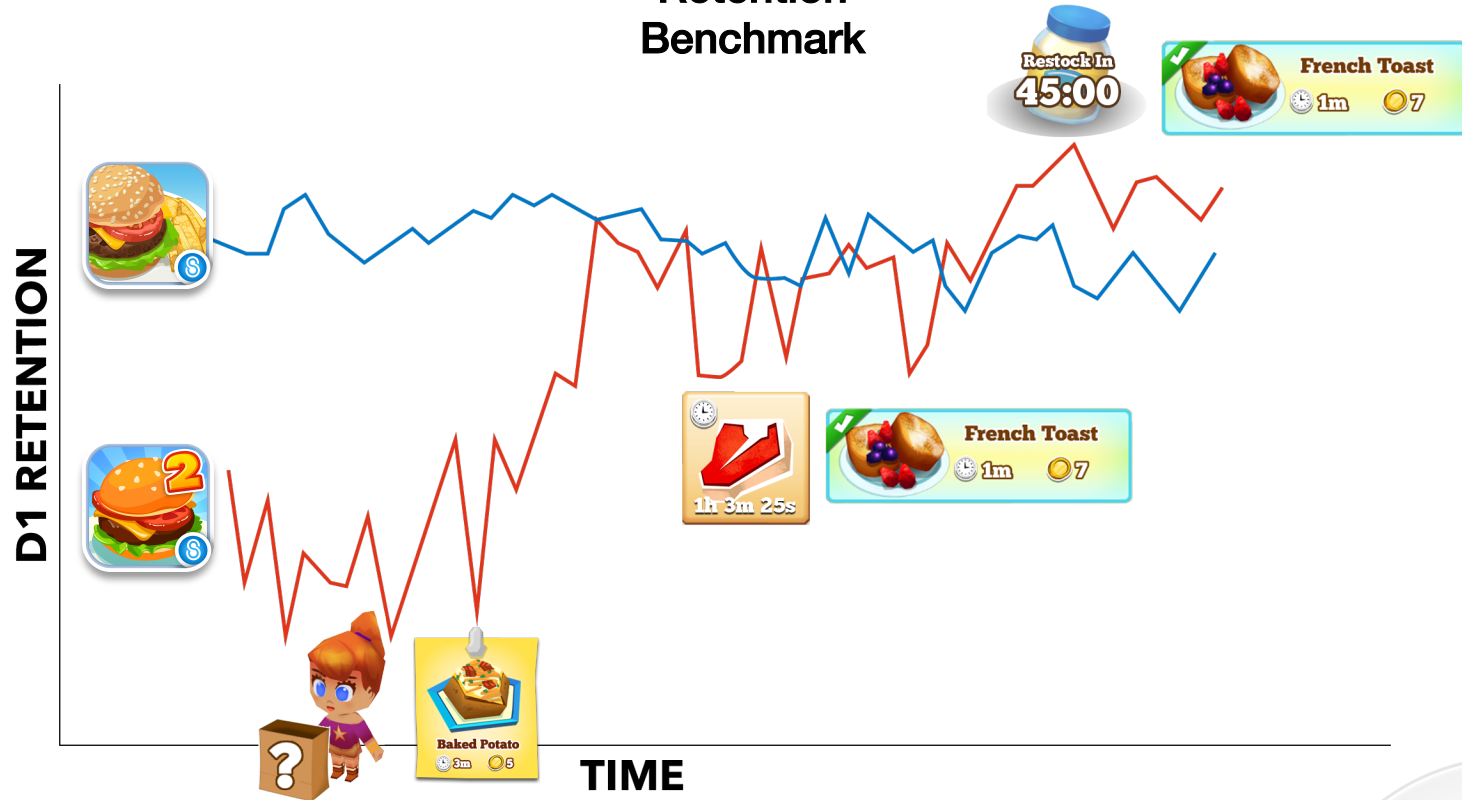 Retention
Benchmark
Restock In
45:00
French Toast
1m 7
D1 RETENTION
2
1h 3m 25s
French Toast
1m 7
?
Baked Potato
3m 5
TIME